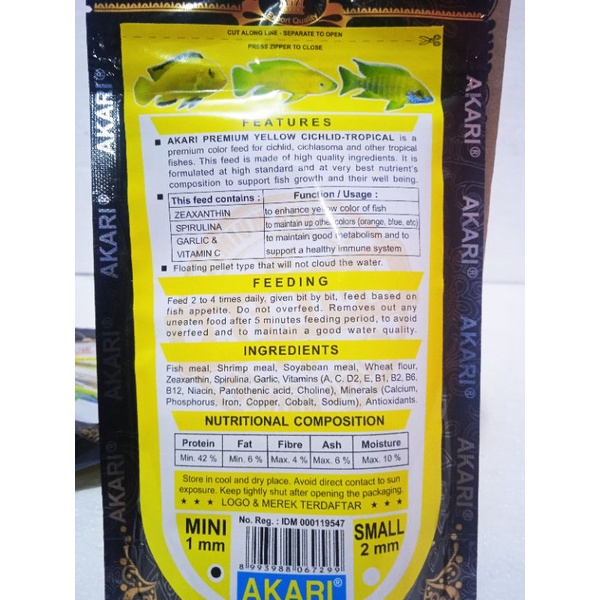 Export Quality
CUT ALONG LINE - SEPARATE TO OPEN
PRESS ZIPPER TO CLOSE
FEATURES
AKARI PREMIUM YELLOW CICHLID-TROPICAL is a
premium color feed for cichlid, cichlasoma and other tropical
fishes. This feed is made of high quality ingredients. It is
formulated at high standard and at very best nutrient's
composition to support fish growth and their well being.
This feed contains : Function / Usage :
ZEAXANTHIN to enhance yellow color of fish
SPIRULINA to maintain up other colors (orange, blue, etc)
GARLIC & to maintain good metabolism and to
VITAMIN C support a healthy immune system
Floating pellet type that will not cloud the water.
FEEDING
Feed 2 to 4 times daily, given bit by bit, feed based on
fish appetite. Do not overfeed. Removes out any
uneaten food after 5 minutes feeding period, to avoid
overfeed and to maintain a good water quality.
INGREDIENTS
Fish meal, Shrimp meal, Soyabean meal, Wheat flour,
Zeaxanthin, Spirulina, Garlic, Vitamins (A, C, D2, E, B1, B2, B6,
B12, Niacin, Pantothenic acid, Choline), Minerals (Calcium,
Phosphorus, Iron, Copper, Cobalt, Sodium), Antioxidants.
NUTRITIONAL COMPOSITION
Protein Fat Fibre Ash Moisture
Min. 42 % Min. 6 % Max. 4 % Max. 6 % Max. 10 %
Store in cool and dry place. Avoid direct contact to sun
exposure. Keep tightly shut after opening the packaging.
★ ★ ★ LOGO & MEREK TERDAFTAR ★ ★ ★
No. Reg. : IDM 000119547
MINI
1 mm
SMALL
2 mm
8 993988 067299
AKARI®
AKARI®
AKARI®
AKARI®
AKARI®
AKARI®
AKARI®
AKARI®